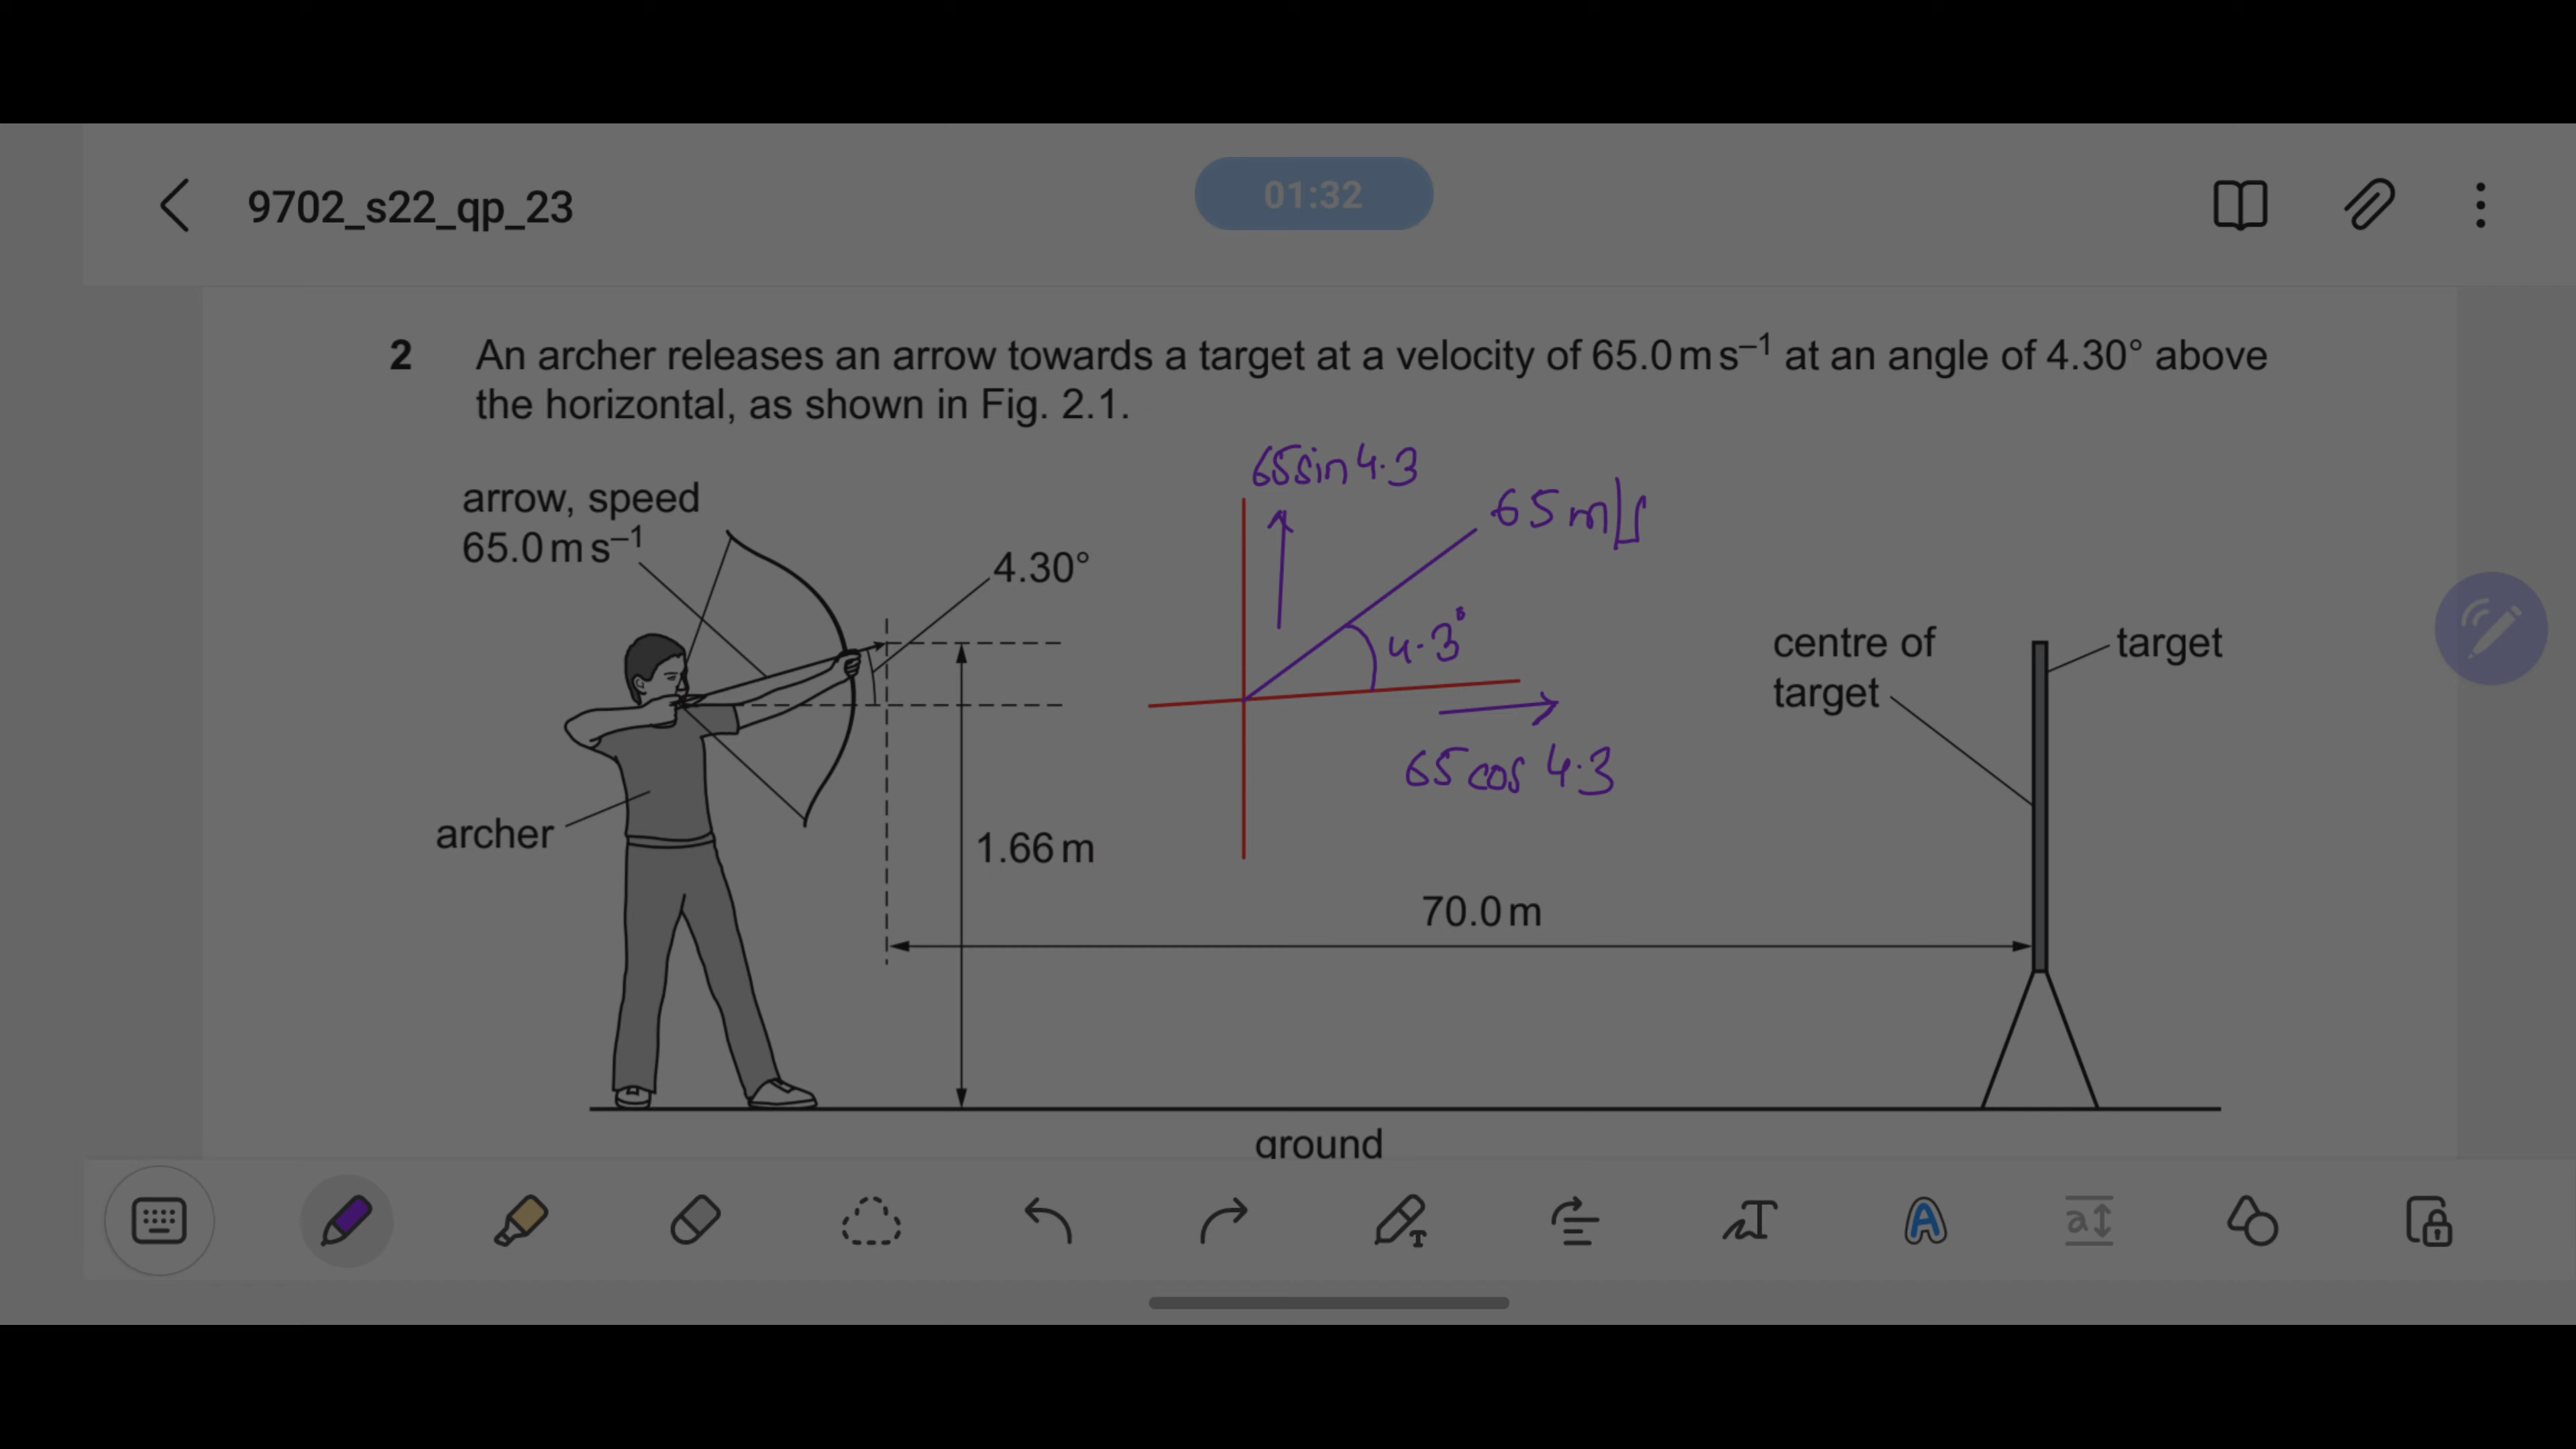 9702_s22_qp_23
01:32
2 An archer releases an arrow towards a target at a velocity of 65.0 m s⁻¹ at an angle of 4.30° above
the horizontal, as shown in Fig. 2.1.
65 sin 4.3
arrow, speed
65.0 m s⁻¹
65 m/s
4.30°
4.3°
centre of
target
target
65 cos 4.3
archer
1.66 m
70.0 m
ground
T
T
A
a